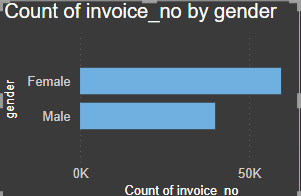 Count of invoice_no by gender
gender
Female
Male
0K
50K
Count of invoice_no